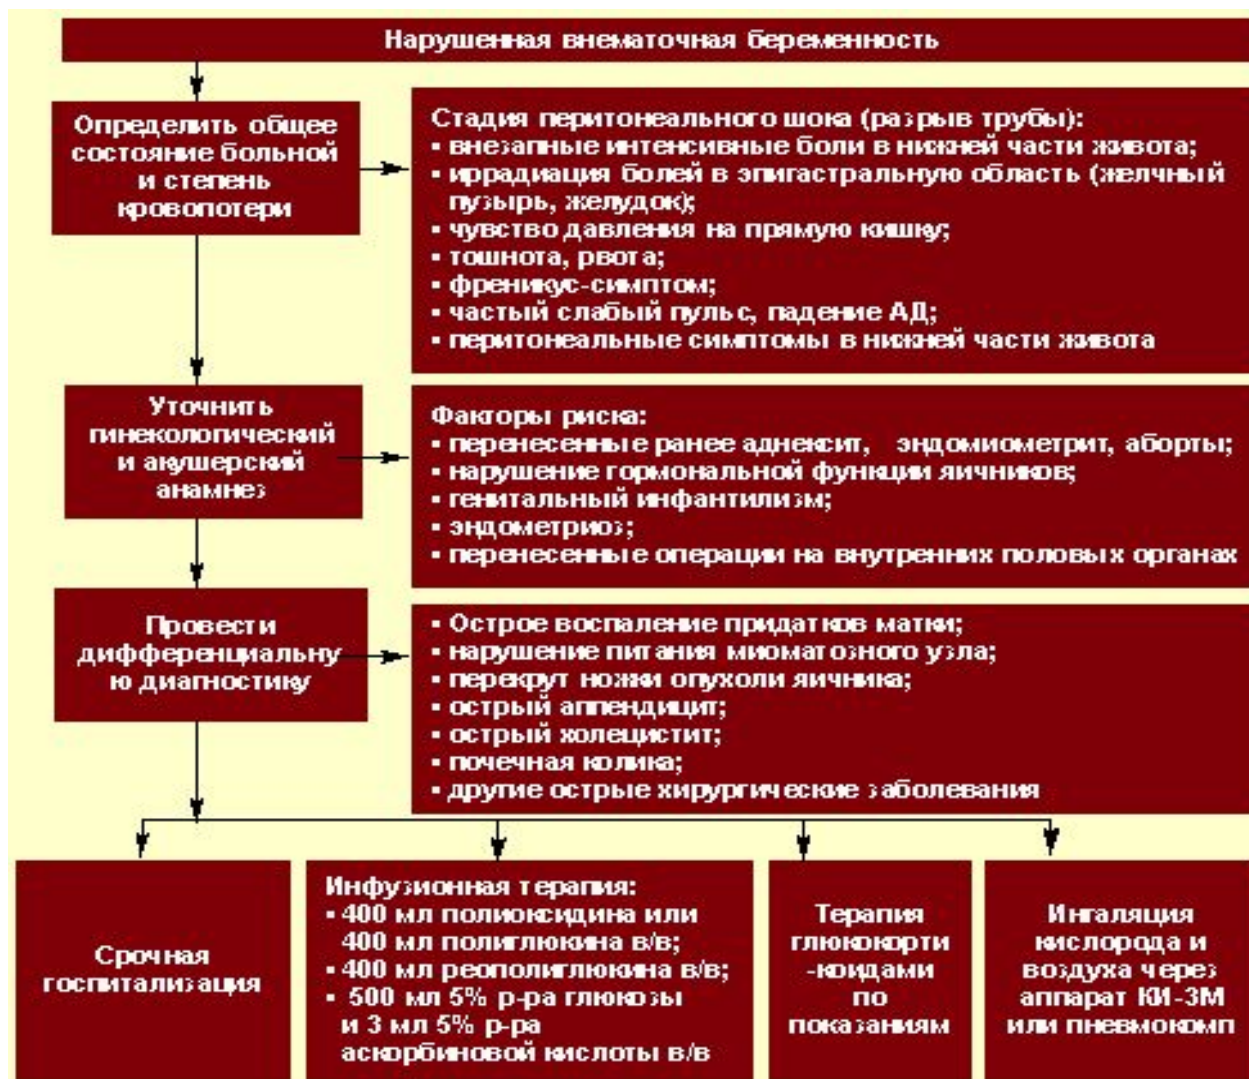 Нарушенная внематочная беременность
Определить общее
состояние больной
и степень
кровопотери
Стадия перитонеального шока (разрыв трубы):
▪ внезапные интенсивные боли в нижней части живота;
▪ иррадиация болей в эпигастральную область (желчный
пузырь, желудок);
▪ чувство давления на прямую кишку;
▪ тошнота, рвота;
▪ френикус-симптом;
▪ частый слабый пульс, падение АД;
▪ перитонеальные симптомы в нижней части живота
Уточнить
гинекологический
и акушерский
анамнез
Факторы риска:
▪ перенесенные ранее аднексит, эндомиометрит, аборты;
▪ нарушение гормональной функции яичников;
▪ генитальный инфантилизм;
▪ эндометриоз;
▪ перенесенные операции на внутренних половых органах
Провести
дифференциальну
ю диагностику
▪ Острое воспаление придатков матки;
▪ нарушение питания миоматозного узла;
▪ перекрут ножки опухоли яичника;
▪ острый аппендицит;
▪ острый холецистит;
▪ почечная колика;
▪ другие острые хирургические заболевания
Срочная
госпитализация
Инфузионная терапия:
▪ 400 мл полиоксидина или
400 мл полиглюкина в/в;
▪ 400 мл реополиглюкина в/в;
▪ 500 мл 5% р-ра глюкозы
и 3 мл 5% р-ра
аскорбиновой кислоты в/в
Терапия
глюкокорти
-коидами
по
показаниям
Ингаляция
кислорода и
воздуха через
аппарат КИ-3М
или пневмокомп